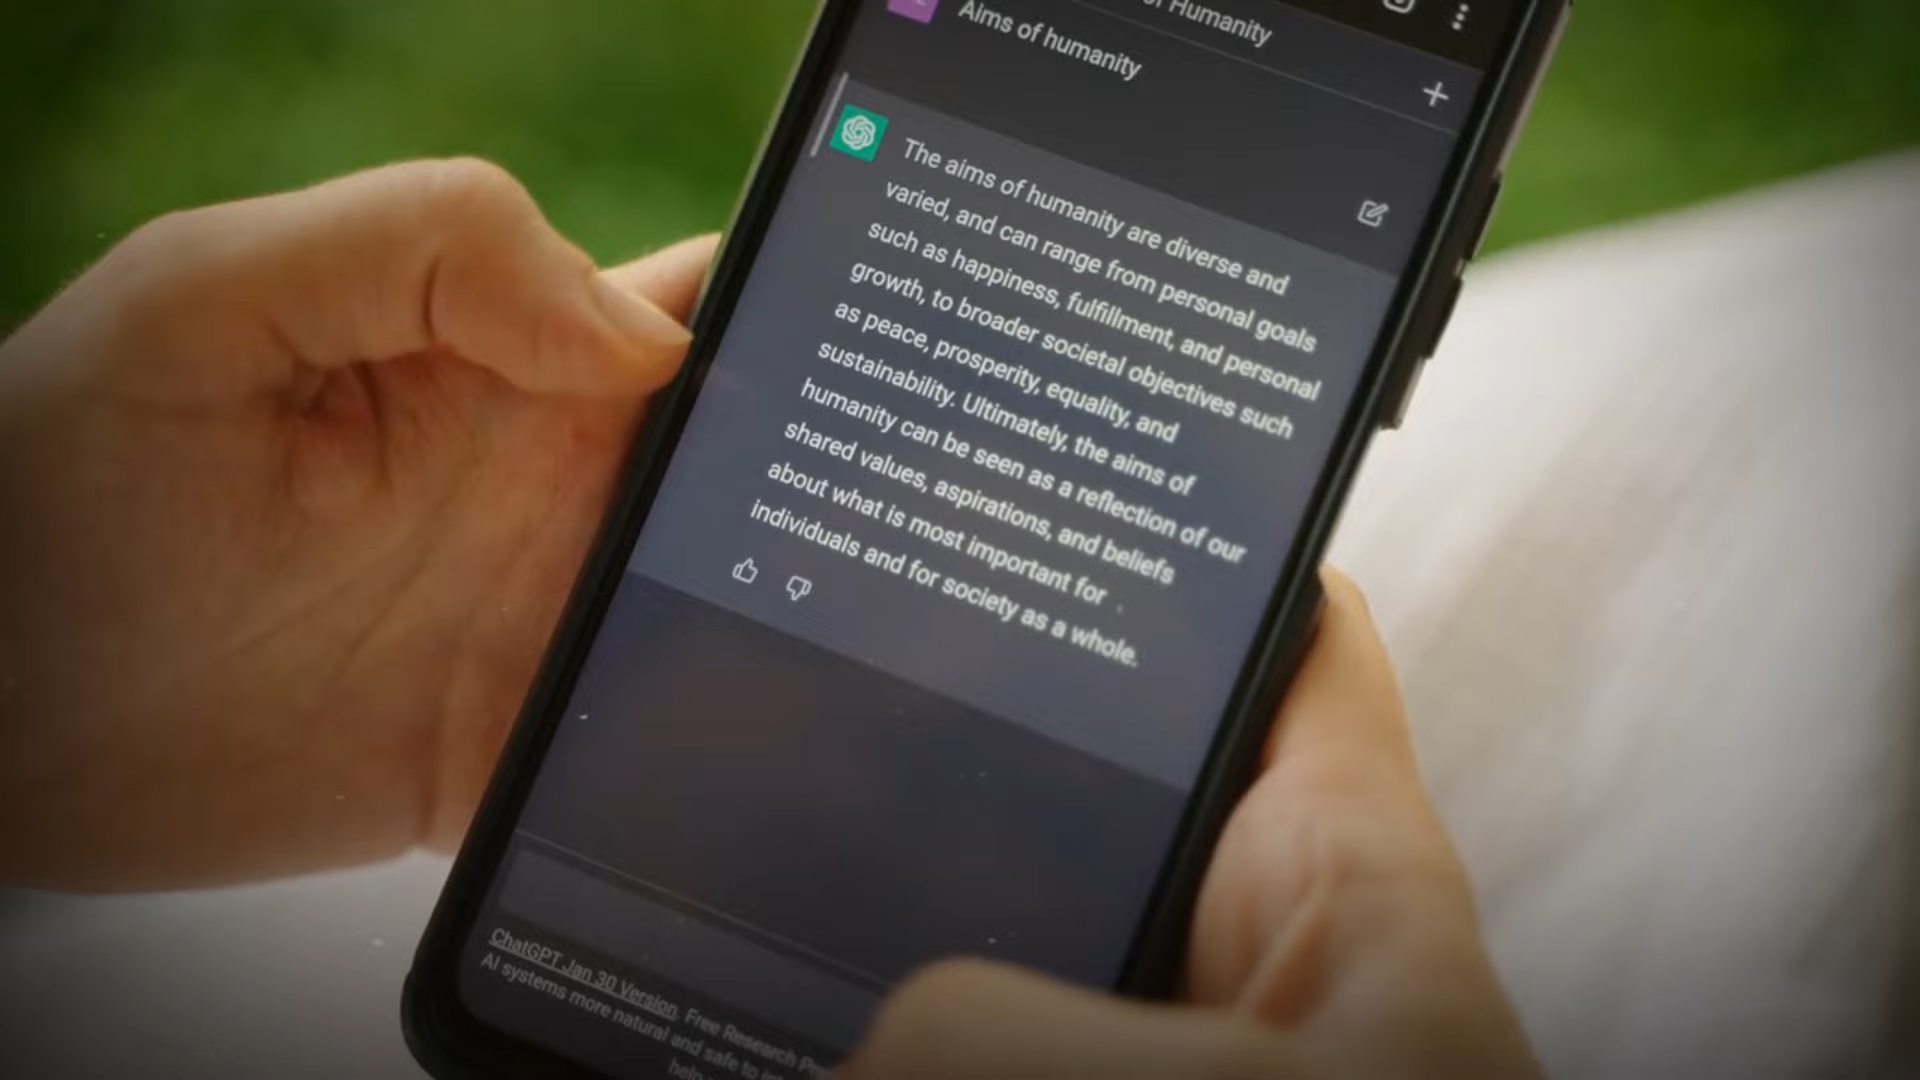 of Humanity
Aims of humanity
The aims of humanity are diverse and
varied, and can range from personal goals
such as happiness, fulfillment, and personal
growth, to broader societal objectives such
as peace, prosperity, equality, and
sustainability. Ultimately, the aims of
humanity can be seen as a reflection of our
shared values, aspirations, and beliefs
about what is most important for
individuals and for society as a whole.
ChatGPT Jan 30 Version. Free Research
AI systems more natural and safe to
help